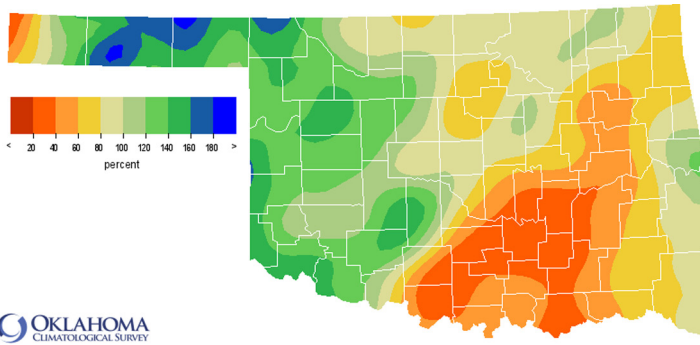 < 20 40 60 80 100 120 140 160 180 >
percent
OKLAHOMA
CLIMATOLOGICAL SURVEY